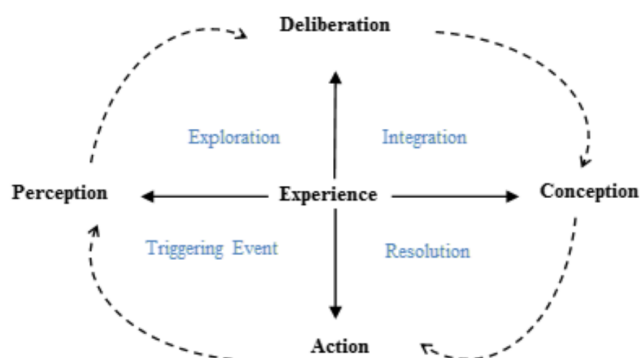 Deliberation
Exploration
Integration
Perception
Experience
Conception
Triggering Event
Resolution
Action